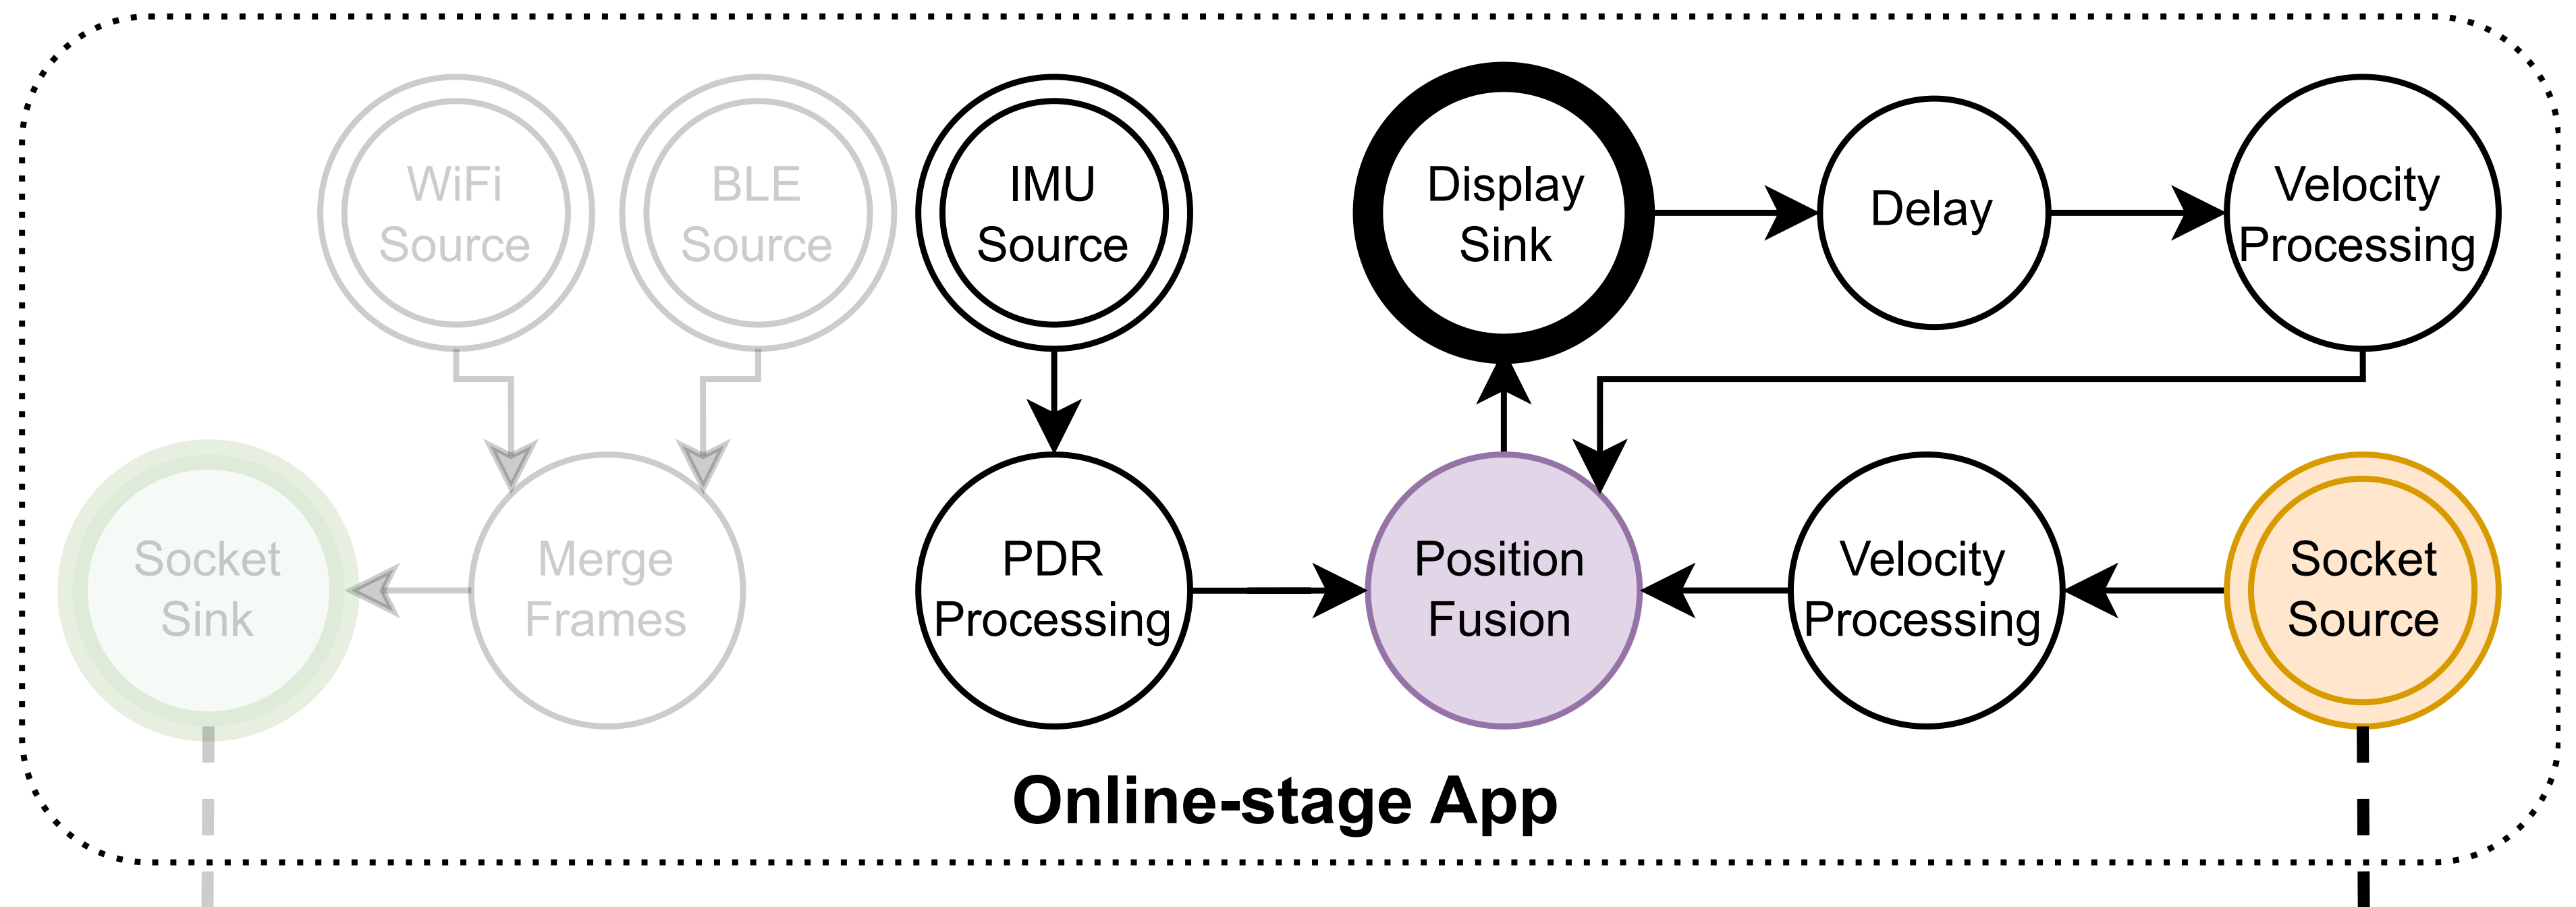 WiFi
Source
BLE
Source
IMU
Source
Display
Sink
Delay
Velocity
Processing
Socket
Sink
Merge
Frames
PDR
Processing
Position
Fusion
Velocity
Processing
Socket
Source
Online-stage App